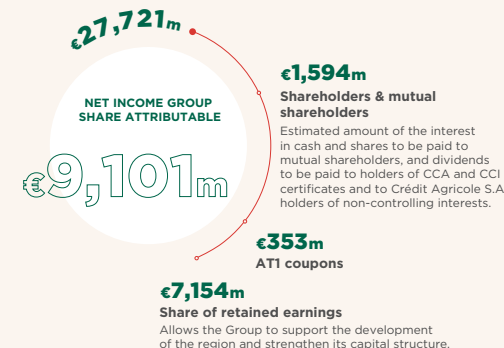 €27,721m
NET INCOME GROUP
SHARE ATTRIBUTABLE
€9,101m
€1,594m
Shareholders & mutual
shareholders
Estimated amount of the interest
in cash and shares to be paid to
mutual shareholders, and dividends
to be paid to holders of CCA and CCI
certificates and to Crédit Agricole S.A
holders of non-controlling interests.
€353m
AT1 coupons
€7,154m
Share of retained earnings
Allows the Group to support the development
of the region and strengthen its capital structure.